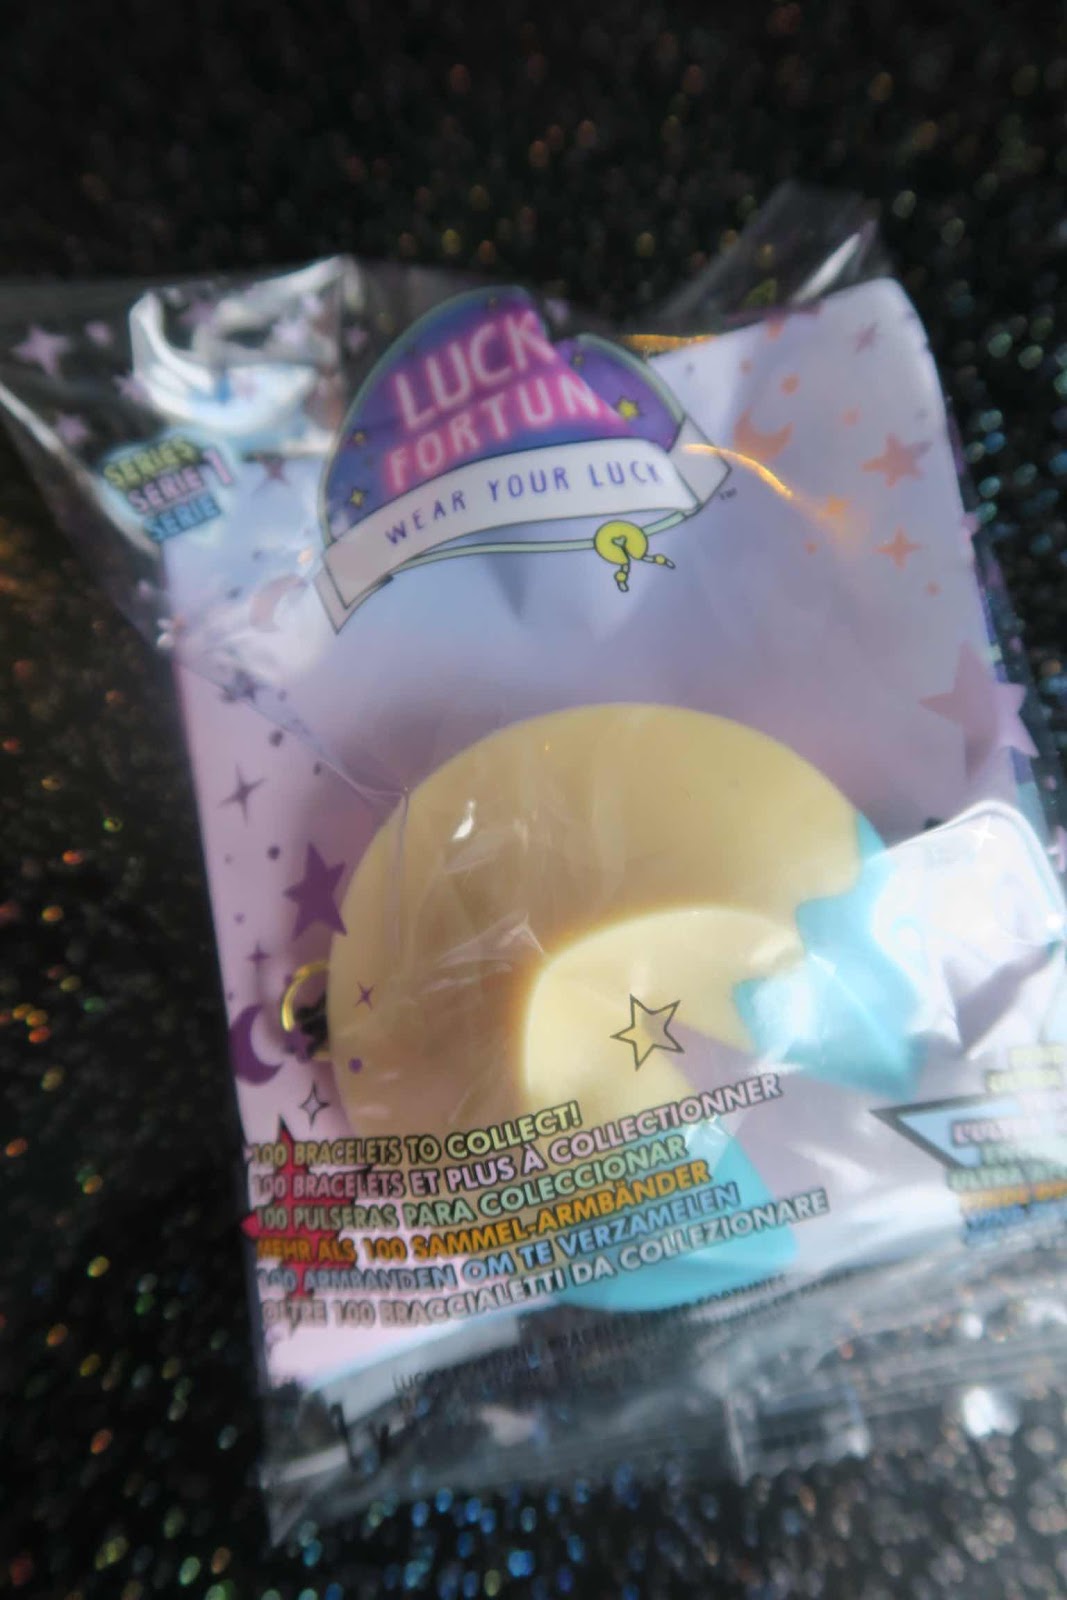 LUCK
FORTUN
WEAR YOUR LUCK
SERIES
SERIE 1
SERIE
100 BRACELETS TO COLLECT!
100 BRACELETS ET PLUS À COLLECTIONNER
100 PULSERAS PARA COLECCIONAR
MEHR ALS 100 SAMMEL-ARMBÄNDER
100 ARMBANDEN OM TE VERZAMELEN
OLTRE 100 BRACCIALETTI DA COLLEZIONARE